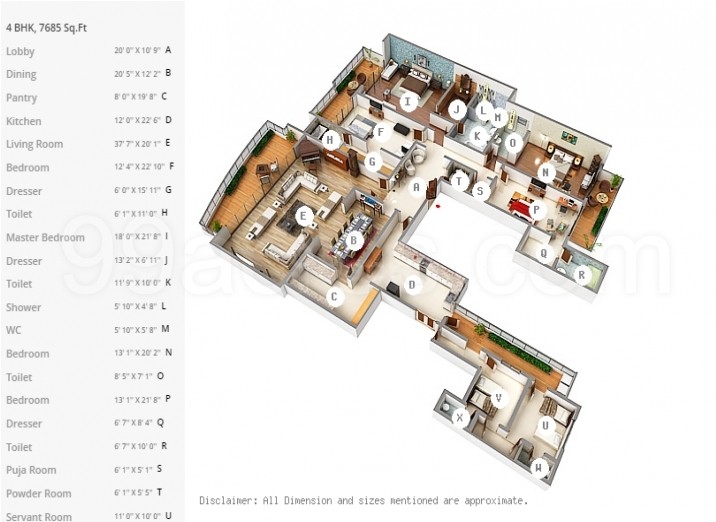 4 BHK, 7685 Sq.Ft
Lobby 20' 0" X 10' 9" A
Dining 20' 5" X 12' 2" B
Pantry 8' 0" X 19' 8" C
Kitchen 12' 0" X 22' 6" D
Living Room 37' 7" X 20' 1" E
Bedroom 12' 4" X 22' 10" F
Dresser 6' 0" X 15' 11" G
Toilet 6' 1" X 11' 0" H
Master Bedroom 18' 0" X 21' 8" I
Dresser 13' 2" X 6' 11" J
Toilet 11' 9" X 10' 0" K
Shower 5' 10" X 4' 8" L
WC 5' 10" X 5' 8" M
Bedroom 13' 1" X 20' 2" N
Toilet 8' 5" X 7' 1" O
Bedroom 13' 1" X 21' 8" P
Dresser 6' 7" X 8' 4" Q
Toilet 6' 7" X 10' 0" R
Puja Room 6' 1" X 5' 1" S
Powder Room 6' 1" X 5' 5" T
Servant Room 11' 0" X 10' 0" U
I
J
L
M
F
K
O
H
G
N
A
T
S
P
E
B
Q
R
C
D
V
X
U
W
99acres.com
Disclaimer: All Dimension and sizes mentioned are approximate.